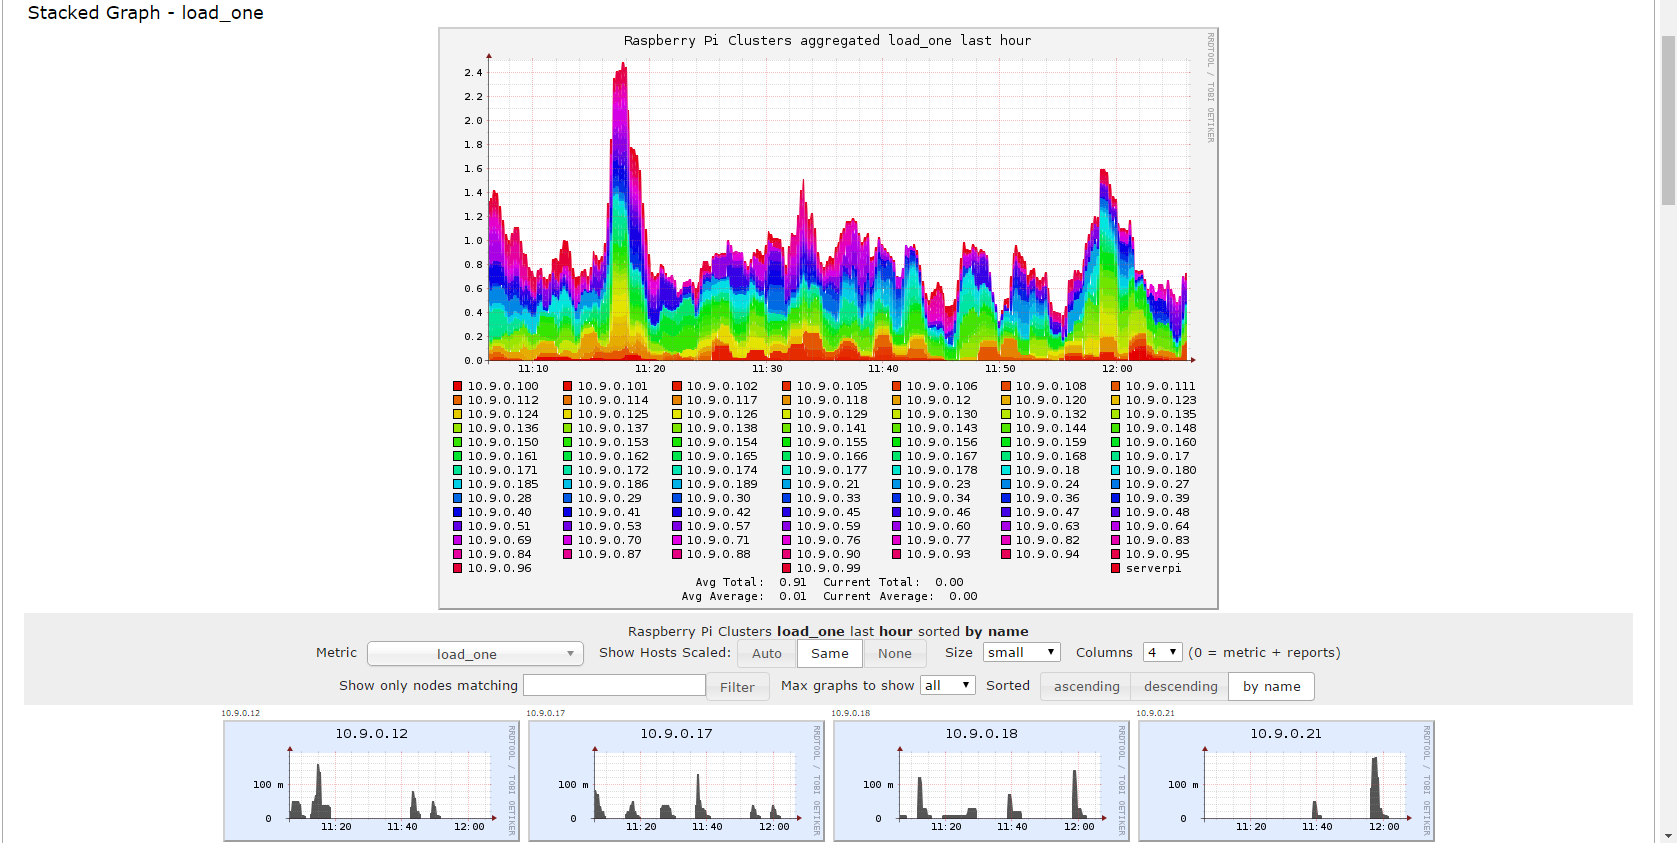 Stacked Graph - load_one
Raspberry Pi Clusters aggregated load_one last hour
RRDTOOL / TOBI OETIKER
2.4
2.2
2.0
1.8
1.6
1.4
1.2
1.0
0.8
0.6
0.4
0.2
0.0
11:10 11:20 11:30 11:40 11:50 12:00
10.9.0.100 10.9.0.101 10.9.0.102 10.9.0.105 10.9.0.106 10.9.0.108 10.9.0.111
10.9.0.112 10.9.0.114 10.9.0.117 10.9.0.118 10.9.0.12 10.9.0.120 10.9.0.123
10.9.0.124 10.9.0.125 10.9.0.126 10.9.0.129 10.9.0.130 10.9.0.132 10.9.0.135
10.9.0.136 10.9.0.137 10.9.0.138 10.9.0.141 10.9.0.143 10.9.0.144 10.9.0.148
10.9.0.150 10.9.0.153 10.9.0.154 10.9.0.155 10.9.0.156 10.9.0.159 10.9.0.160
10.9.0.161 10.9.0.162 10.9.0.165 10.9.0.166 10.9.0.167 10.9.0.168 10.9.0.17
10.9.0.171 10.9.0.172 10.9.0.174 10.9.0.177 10.9.0.178 10.9.0.18 10.9.0.180
10.9.0.185 10.9.0.186 10.9.0.189 10.9.0.21 10.9.0.23 10.9.0.24 10.9.0.27
10.9.0.28 10.9.0.29 10.9.0.30 10.9.0.33 10.9.0.34 10.9.0.36 10.9.0.39
10.9.0.40 10.9.0.41 10.9.0.42 10.9.0.45 10.9.0.46 10.9.0.47 10.9.0.48
10.9.0.51 10.9.0.53 10.9.0.57 10.9.0.59 10.9.0.60 10.9.0.63 10.9.0.64
10.9.0.69 10.9.0.70 10.9.0.71 10.9.0.76 10.9.0.77 10.9.0.82 10.9.0.83
10.9.0.84 10.9.0.87 10.9.0.88 10.9.0.90 10.9.0.93 10.9.0.94 10.9.0.95
10.9.0.96 10.9.0.99 serverpi
Avg Total: 0.91 Current Total: 0.00
Avg Average: 0.01 Current Average: 0.00
Raspberry Pi Clusters load_one last hour sorted by name
Metric load_one Show Hosts Scaled: Auto Same None Size small Columns 4 (0 = metric + reports)
Show only nodes matching Filter Max graphs to show all Sorted ascending descending by name
10.9.0.12 10.9.0.17 10.9.0.18 10.9.0.21
10.9.0.12
RRDTOOL / TOBI OETIKER
100 m
0
11:20 11:40 12:00
10.9.0.17
RRDTOOL / TOBI OETIKER
100 m
0
11:20 11:40 12:00
10.9.0.18
RRDTOOL / TOBI OETIKER
100 m
0
11:20 11:40 12:00
10.9.0.21
RRDTOOL / TOBI OETIKER
100 m
0
11:20 11:40 12:00